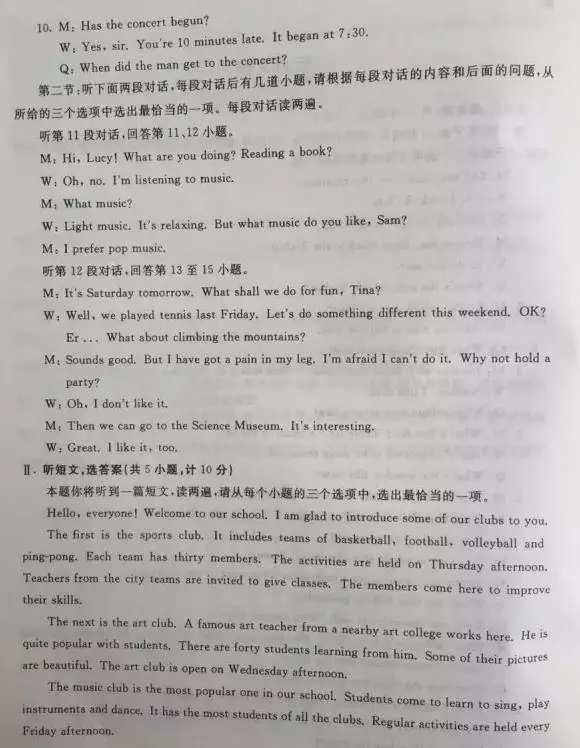 10. M: Has the concert begun?
W: Yes, sir. You're 10 minutes late. It began at 7:30.
Q: When did the man get to the concert?
第二节:听下面两段对话,每段对话后有几道小题,请根据每段对话的内容和后面的问题,从
所给的三个选项中选出最恰当的一项。每段对话读两遍。
听第 11 段对话,回答第 11、12 小题。
M: Hi, Lucy! What are you doing? Reading a book?
W: Oh, no. I'm listening to music.
M: What music?
W: Light music. It's relaxing. But what music do you like, Sam?
M: I prefer pop music.
听第 12 段对话,回答第 13 至 15 小题。
M: It's Saturday tomorrow. What shall we do for fun, Tina?
W: Well, we played tennis last Friday. Let's do something different this weekend. OK?
Er ... What about climbing the mountains?
M: Sounds good. But I have got a pain in my leg. I'm afraid I can't do it. Why not hold a
party?
W: Oh, I don't like it.
M: Then we can go to the Science Museum. It's interesting.
W: Great. I like it, too.
Ⅱ. 听短文,选答案(共 5 小题,计 10 分)
本题你将听到一篇短文,读两遍,请从每个小题的三个选项中,选出最恰当的一项。
Hello, everyone! Welcome to our school. I am glad to introduce some of our clubs to you.
The first is the sports club. It includes teams of basketball, football, volleyball and
ping-pong. Each team has thirty members. The activities are held on Thursday afternoon.
Teachers from the city teams are invited to give classes. The members come here to improve
their skills.
The next is the art club. A famous art teacher from a nearby art college works here. He is
quite popular with students. There are forty students learning from him. Some of their pictures
are beautiful. The art club is open on Wednesday afternoon.
The music club is the most popular one in our school. Students come to learn to sing, play
instruments and dance. It has the most students of all the clubs. Regular activities are held every
Friday afternoon.